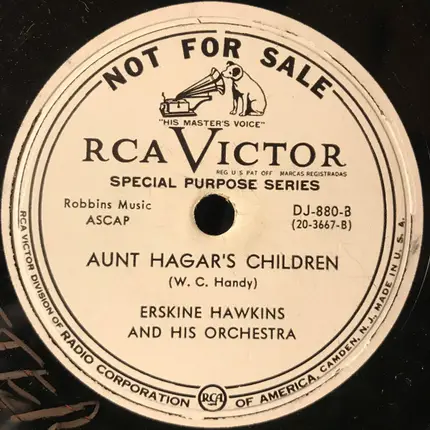 NOT FOR SALE
"HIS MASTER'S VOICE"
RCA VICTOR
REG U S PAT OFF MARCAS REGISTRADAS
SPECIAL PURPOSE SERIES
Robbins Music
ASCAP
DJ-880-B
(20-3667-B)
AUNT HAGAR'S CHILDREN
(W. C. Handy)
ERSKINE HAWKINS
AND HIS ORCHESTRA
RCA VICTOR DIVISION OF RADIO CORPORATION OF AMERICA, CAMDEN, N. J., MADE IN U. S. A.
RCA